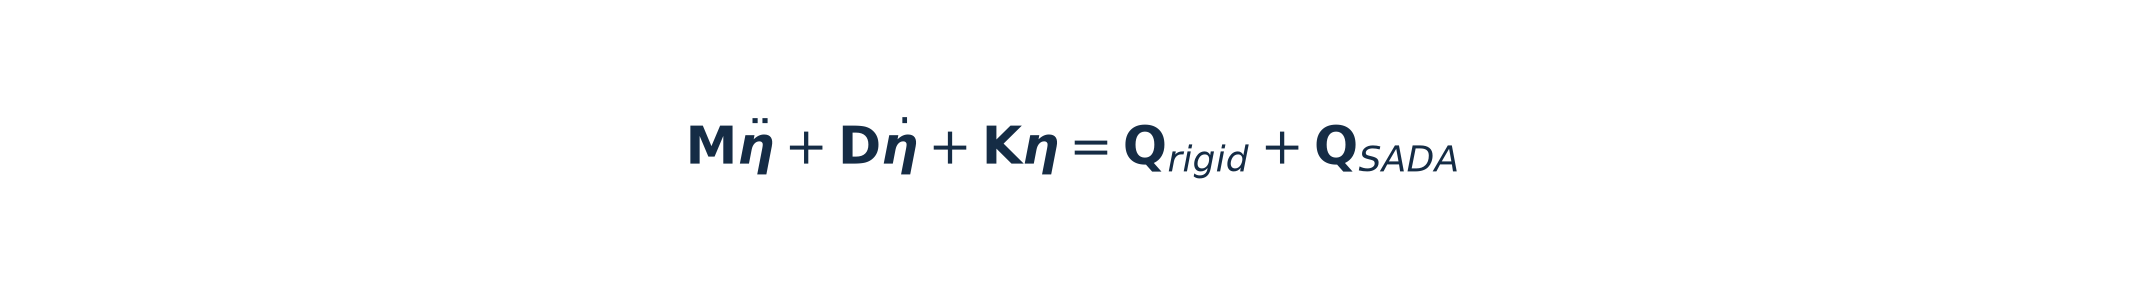 Mη̈ + Dη̇ + Kη = Q_rigid + Q_SADA